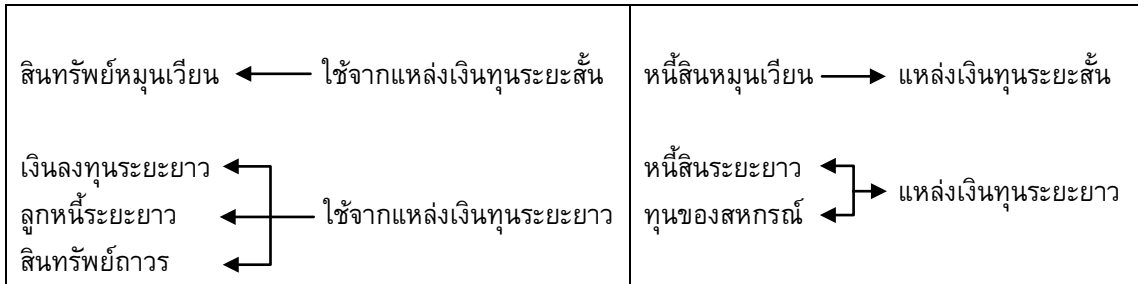 สินทรัพย์หมุนเวียน ใช้จากแหล่งเงินทุนระยะสั้น
เงินลงทุนระยะยาว
ลูกหนี้ระยะยาว ใช้จากแหล่งเงินทุนระยะยาว
สินทรัพย์ถาวร
หนี้สินหมุนเวียน แหล่งเงินทุนระยะสั้น
หนี้สินระยะยาว
แหล่งเงินทุนระยะยาว
ทุนของสหกรณ์